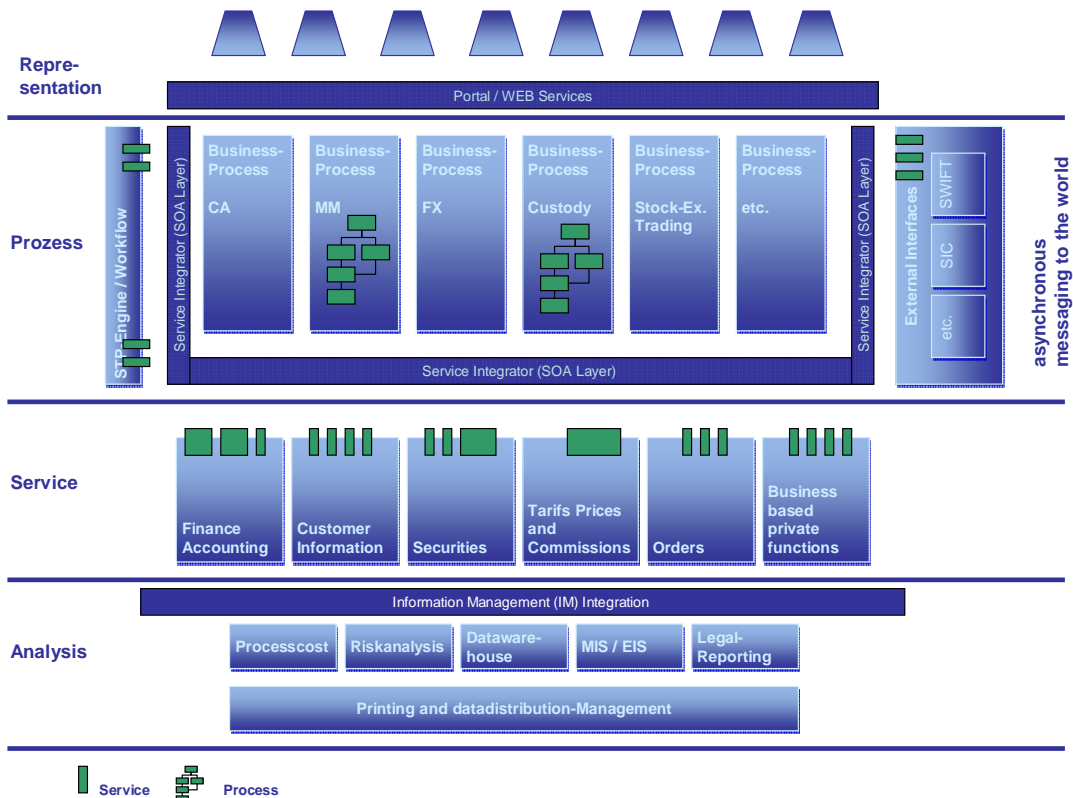 Repre-
sentation
Portal / WEB Services
Prozess
STP-Engine / Workflow
Service Integrator (SOA Layer)
Business-
Process
CA
Business-
Process
MM
Business-
Process
FX
Business-
Process
Custody
Business-
Process
Stock-Ex.
Trading
Business-
Process
etc.
Service Integrator (SOA Layer)
Service Integrator (SOA Layer)
External Interfaces
SWIFT
SIC
etc.
asynchronous
messaging to the world
Service
Finance
Accounting
Customer
Information
Securities
Tarifs Prices
and
Commissions
Orders
Business
based
private
functions
Analysis
Information Management (IM) Integration
Processcost
Riskanalysis
Dataware-
house
MIS / EIS
Legal-
Reporting
Printing and datadistribution-Management
Service
Process